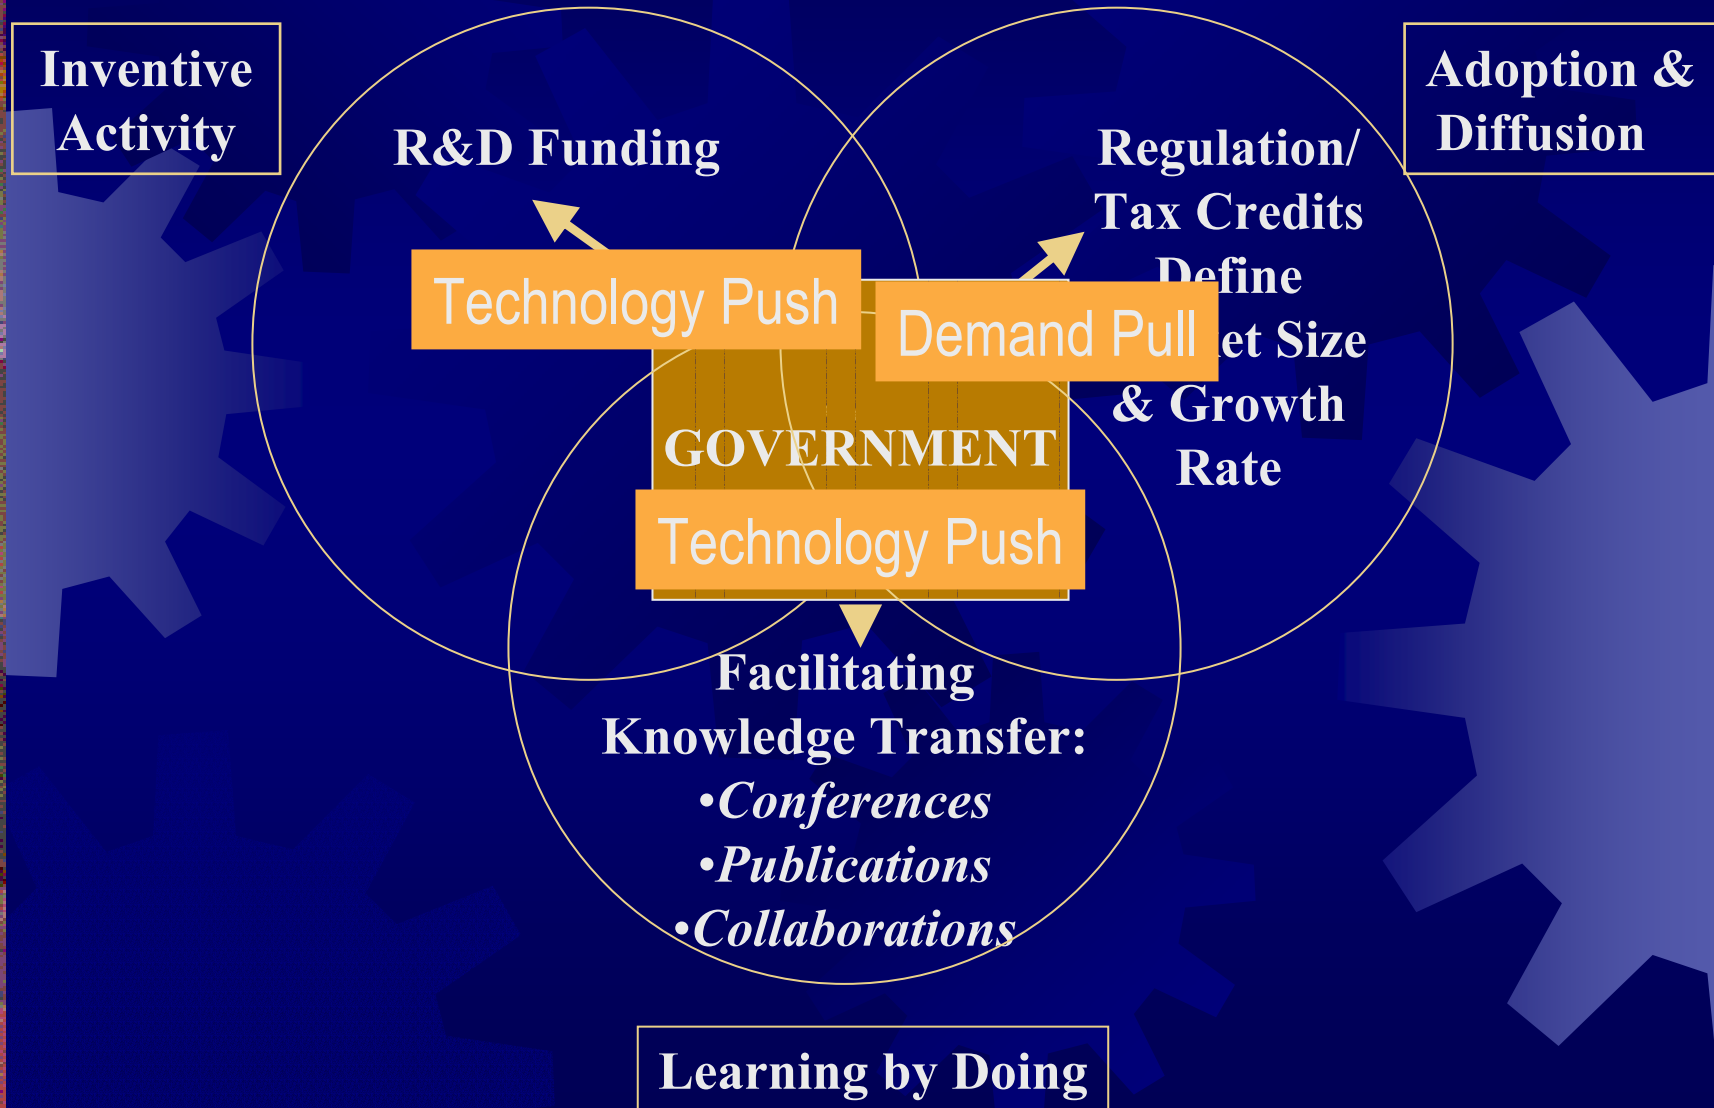 Inventive
Activity
Adoption &
Diffusion
R&D Funding
Regulation/
Tax Credits
Define
et Size
& Growth
Rate
Technology Push
Demand Pull
GOVERNMENT
Technology Push
Facilitating
Knowledge Transfer:
•Conferences
•Publications
•Collaborations
Learning by Doing